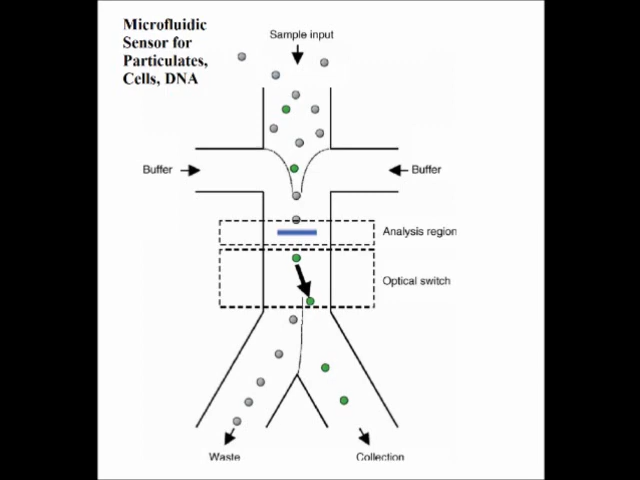 Microfluidic
Sensor for
Particulates,
Cells, DNA
Sample input
Buffer
Buffer
Analysis region
Optical switch
Waste
Collection